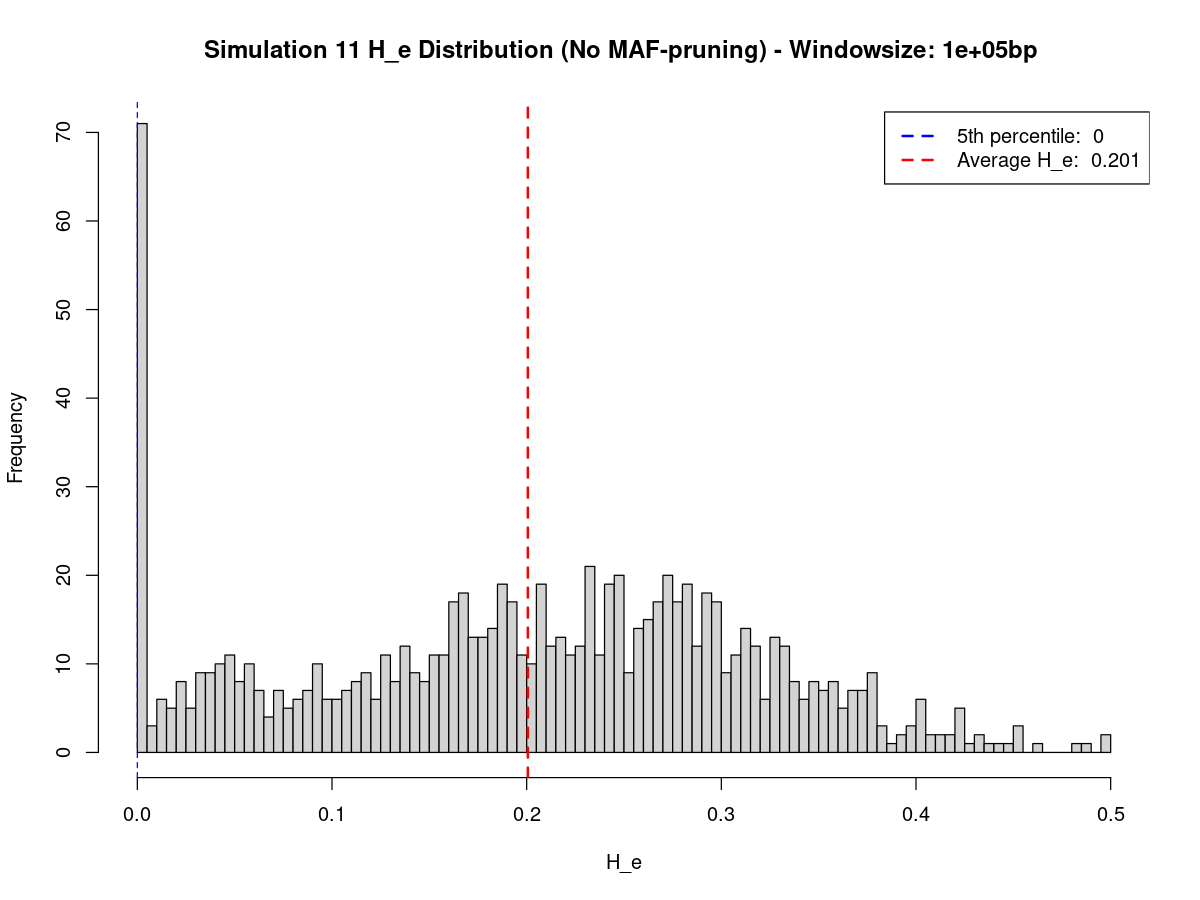 Simulation 11 H_e Distribution (No MAF-pruning) - Windowsize: 1e+05bp
5th percentile: 0
Average H_e: 0.201
Frequency
70
60
50
40
30
20
10
0
0.0 0.1 0.2 0.3 0.4 0.5
H_e